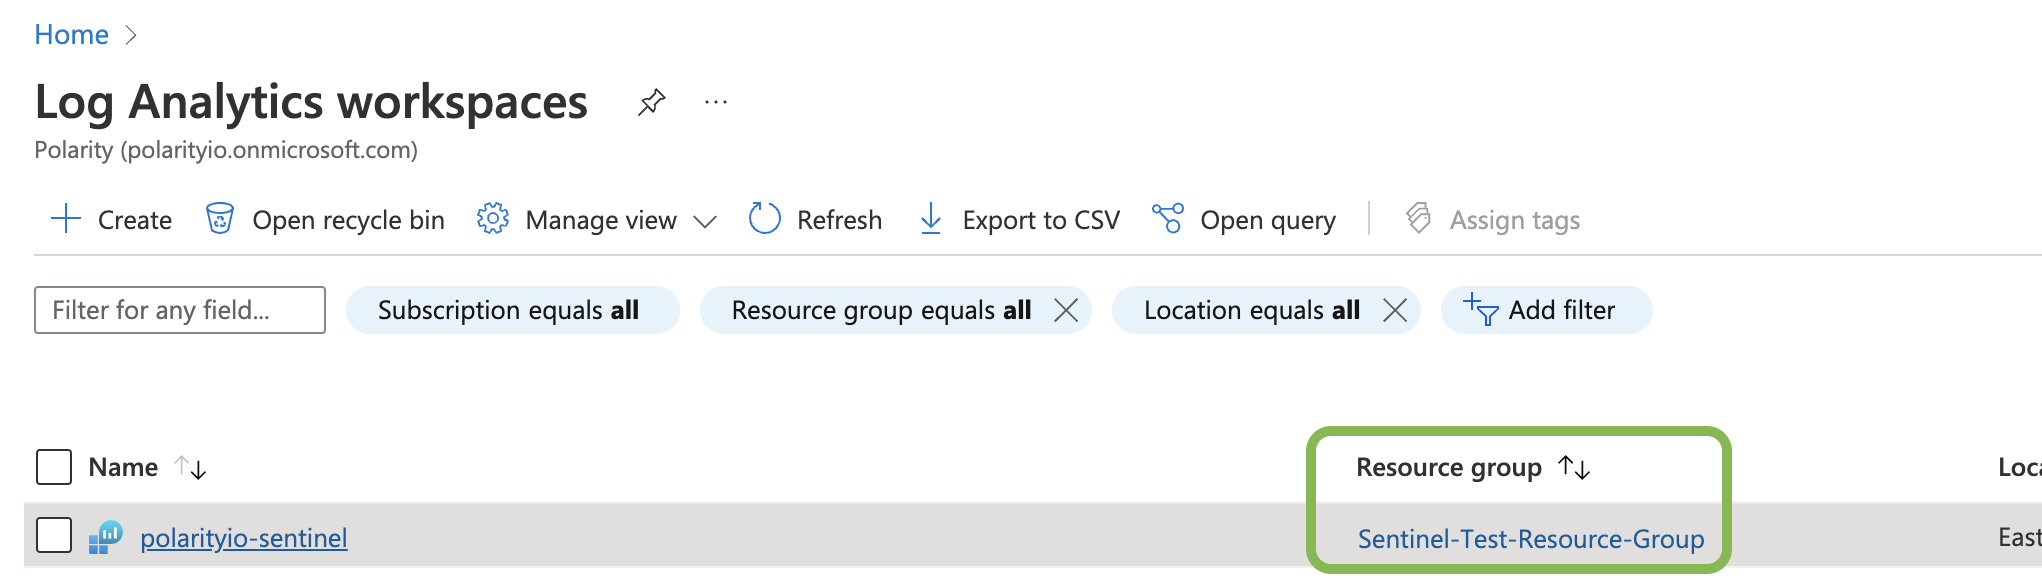 Home
Log Analytics workspaces
Polarity (polarityio.onmicrosoft.com)
Create Open recycle bin Manage view Refresh Export to CSV Open query Assign tags
Filter for any field... Subscription equals all Resource group equals all Location equals all Add filter
Name Resource group Loc
polarityio-sentinel Sentinel-Test-Resource-Group East